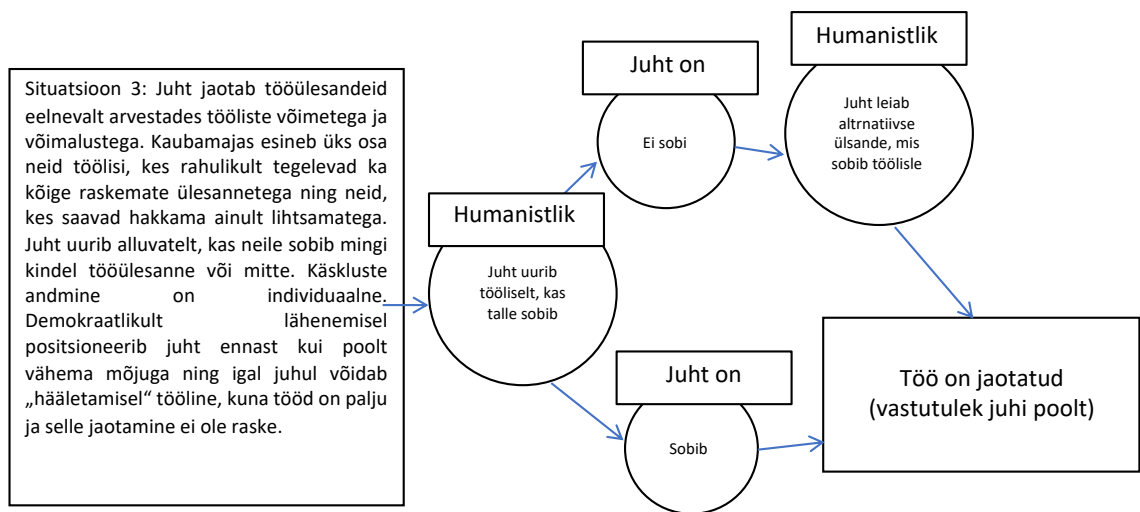 Situatsioon 3: Juht jaotab tööülesandeid
eelnevalt arvestades tööliste võimetega ja
võimalustega. Kaubamajas esineb üks osa
neid töölisi, kes rahulikult tegelevad ka
kõige raskemate ülesannetega ning neid,
kes saavad hakkama ainult lihtsamatega.
Juht uurib alluvatelt, kas neile sobib mingi
kindel tööülesanne või mitte. Käskluste
andmine on individuaalne.
Demokraatlikult lähenemisel
positsioneerib juht ennast kui poolt
vähema mõjuga ning igal juhul võidab
„hääletamisel“ tööline, kuna tööd on palju
ja selle jaotamine ei ole raske.
Humanistlik
Juht uurib
tööliselt, kas
talle sobib
Juht on
Ei sobi
Humanistlik
Juht leiab
altrnatiivse
ülsande, mis
sobib töölisle
Juht on
Sobib
Töö on jaotatud
(vastutulek juhi poolt)